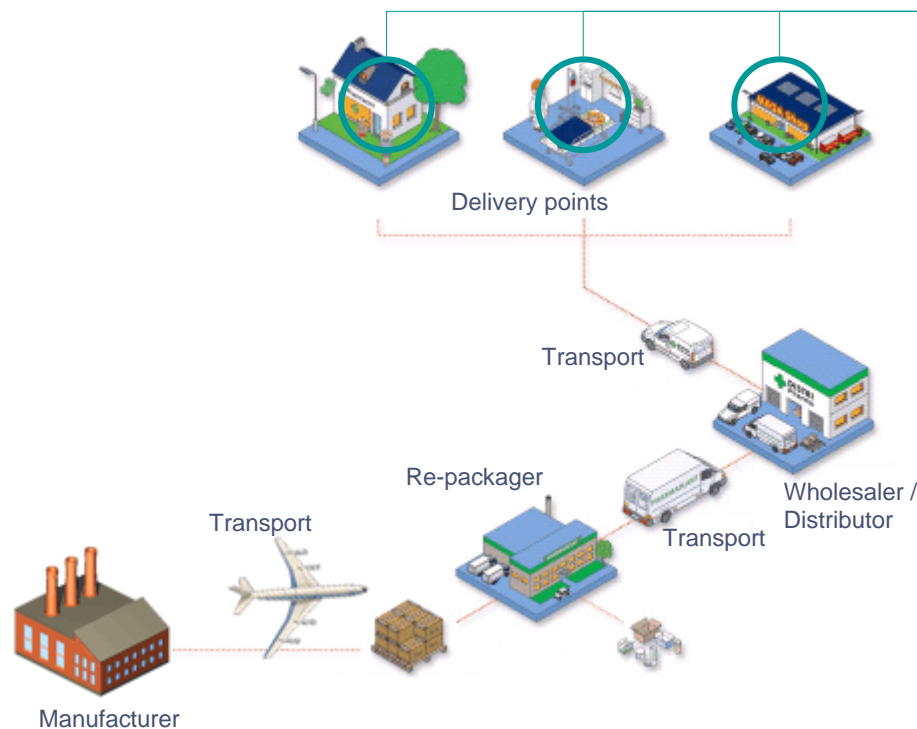 Delivery points
Transport
Re-packager
Wholesaler /
Distributor
Transport
Transport
Manufacturer